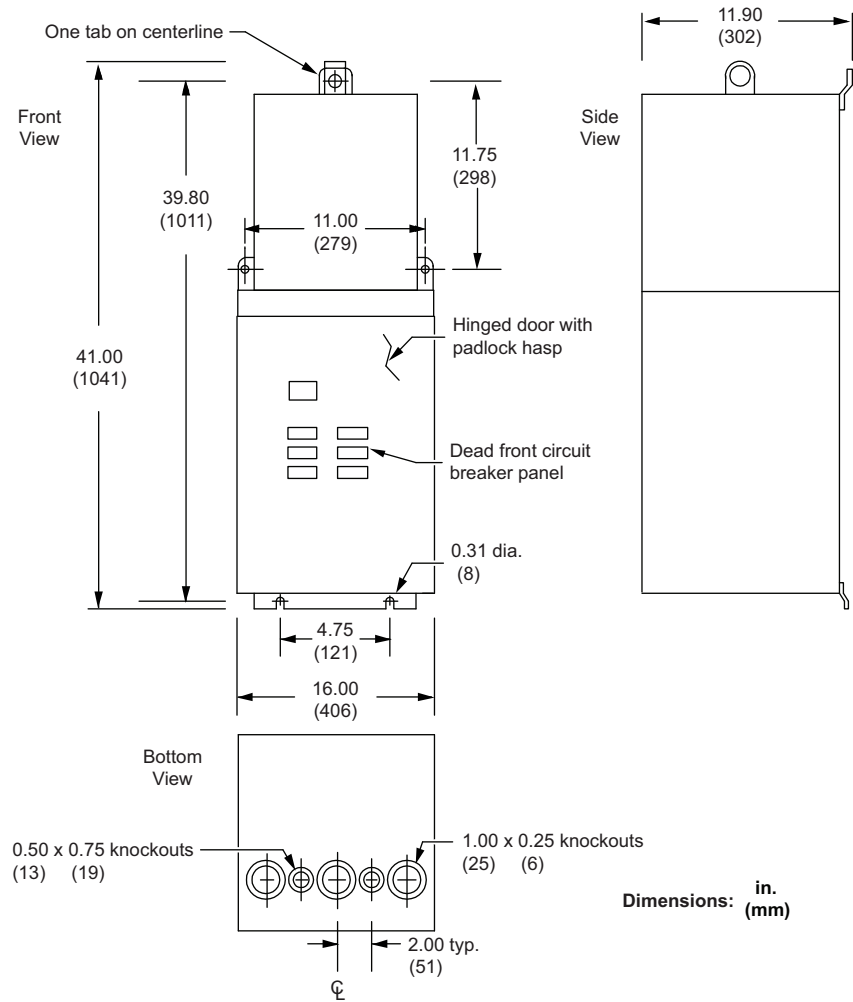 One tab on centerline
11.90
(302)
Front
View
Side
View
11.75
(298)
39.80
(1011)
11.00
(279)
Hinged door with
padlock hasp
41.00
(1041)
Dead front circuit
breaker panel
0.31 dia.
(8)
4.75
(121)
16.00
(406)
Bottom
View
0.50 x 0.75 knockouts
(13) (19)
1.00 x 0.25 knockouts
(25) (6)
Dimensions: in.
(mm)
2.00 typ.
(51)
℄